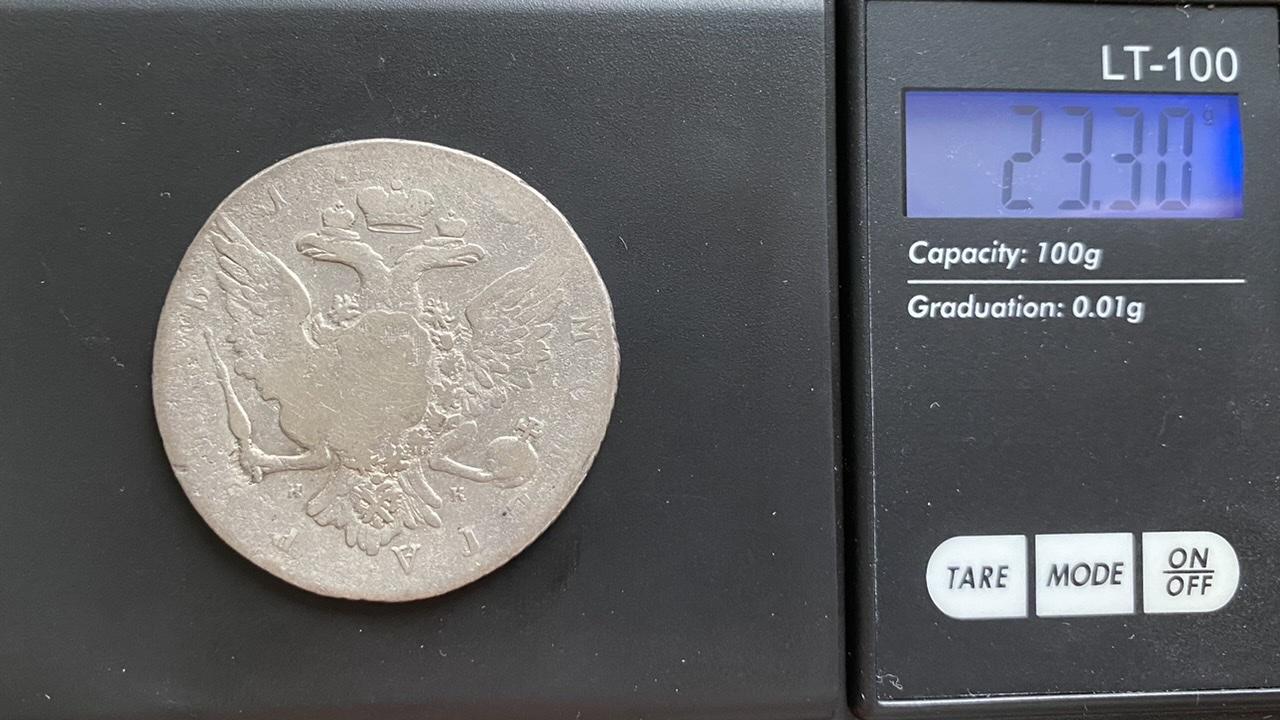 LT-100
23.30 g
Capacity: 100g
Graduation: 0.01g
TARE
MODE
ON
OFF
Н К